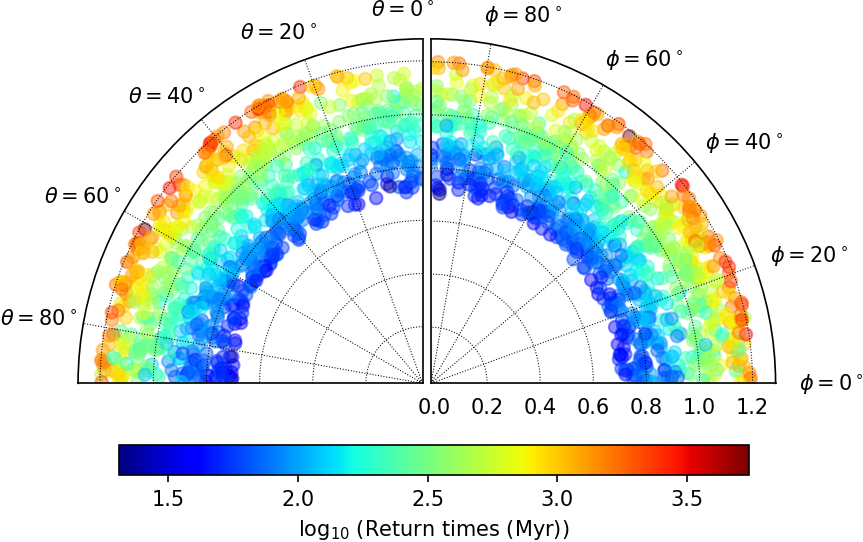 θ = 0°
ϕ = 80°
θ = 20°
ϕ = 60°
θ = 40°
ϕ = 40°
θ = 60°
ϕ = 20°
θ = 80°
ϕ = 0°
0.0 0.2 0.4 0.6 0.8 1.0 1.2
1.5 2.0 2.5 3.0 3.5
log₁₀ (Return times (Myr))